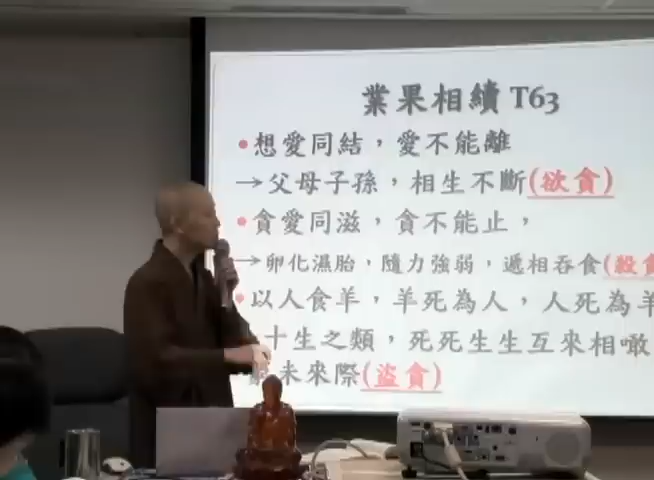 業果相續 T63
•想愛同結，愛不能離
→父母子孫，相生不斷(欲貪)
•貪愛同滋，貪不能止，
→卵化濕胎，隨力強弱，遞相吞食(殺貪
•以人食羊，羊死為人，人死為羊
十生之類，死死生生互來相噉
未來際(盜貪)